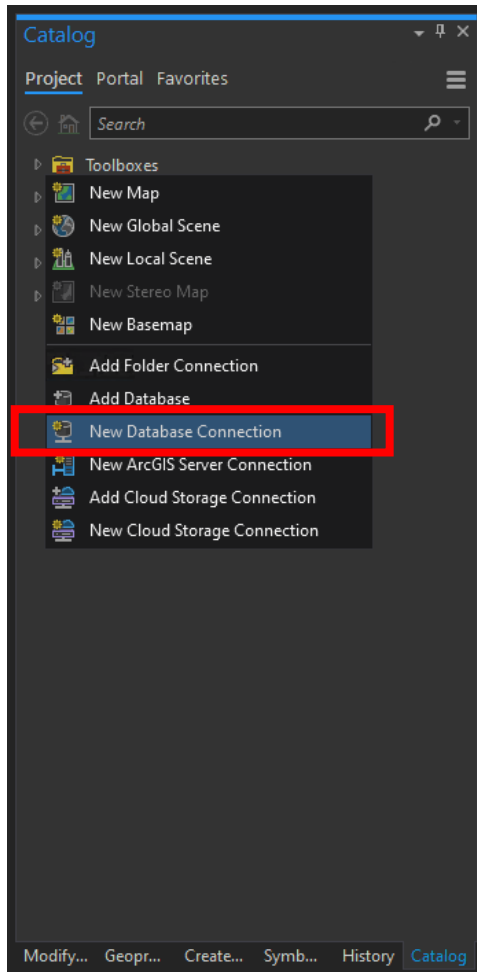 Catalog
Project Portal Favorites
Search
Toolboxes
New Map
New Global Scene
New Local Scene
New Stereo Map
New Basemap
Add Folder Connection
Add Database
New Database Connection
New ArcGIS Server Connection
Add Cloud Storage Connection
New Cloud Storage Connection
Modify... Geopr... Create... Symb... History Catalog